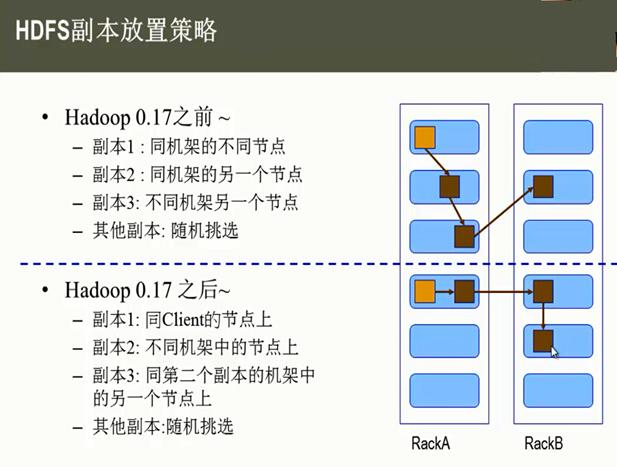 HDFS副本放置策略
• Hadoop 0.17之前 ~
– 副本1 : 同机架的不同节点
– 副本2 : 同机架的另一个节点
– 副本3: 不同机架另一个节点
– 其他副本: 随机挑选
• Hadoop 0.17 之后~
– 副本1: 同Client的节点上
– 副本2: 不同机架中的节点上
– 副本3: 同第二个副本的机架中
的另一个节点上
– 其他副本:随机挑选
RackA
RackB